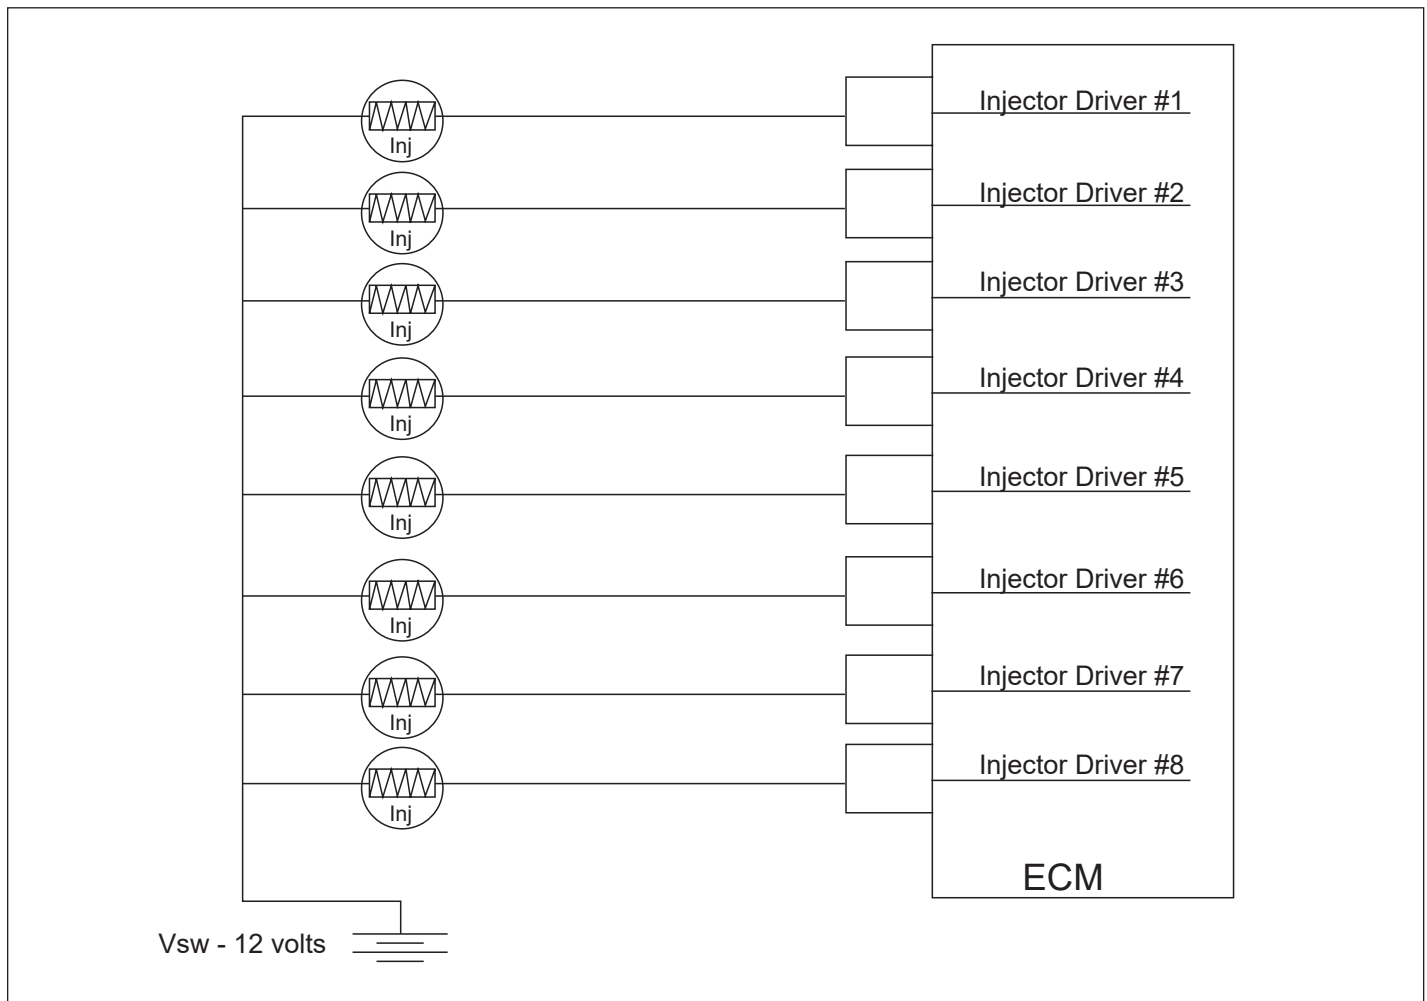 Injector Driver #1
Inj
Injector Driver #2
Inj
Injector Driver #3
Inj
Injector Driver #4
Inj
Injector Driver #5
Inj
Injector Driver #6
Inj
Injector Driver #7
Inj
Injector Driver #8
Inj
ECM
Vsw - 12 volts